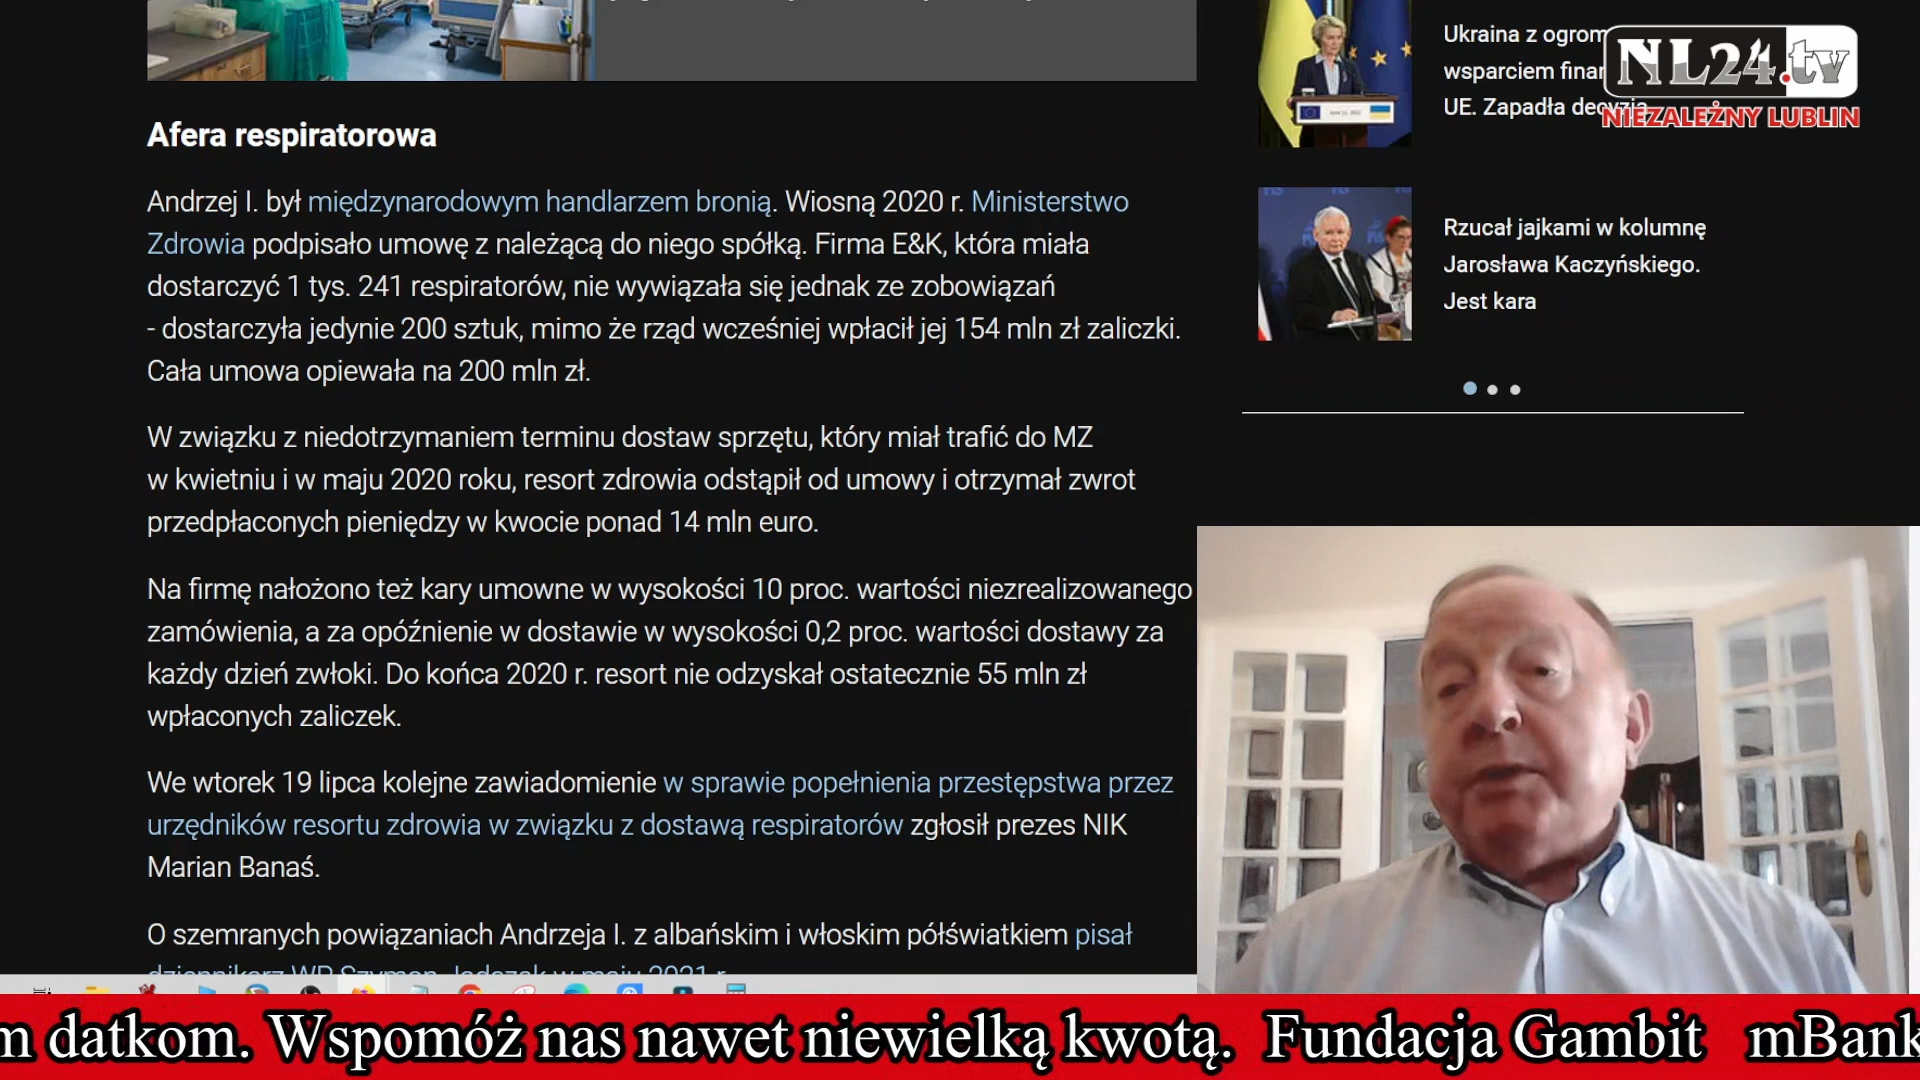 Afera respiratorowa
Andrzej I. był międzynarodowym handlarzem bronią. Wiosną 2020 r. Ministerstwo
Zdrowia podpisało umowę z należącą do niego spółką. Firma E&K, która miała
dostarczyć 1 tys. 241 respiratorów, nie wywiązała się jednak ze zobowiązań
- dostarczyła jedynie 200 sztuk, mimo że rząd wcześniej wpłacił jej 154 mln zł zaliczki.
Cała umowa opiewała na 200 mln zł.
W związku z niedotrzymaniem terminu dostaw sprzętu, który miał trafić do MZ
w kwietniu i w maju 2020 roku, resort zdrowia odstąpił od umowy i otrzymał zwrot
przedpłaconych pieniędzy w kwocie ponad 14 mln euro.
Na firmę nałożono też kary umowne w wysokości 10 proc. wartości niezrealizowanego
zamówienia, a za opóźnienie w dostawie w wysokości 0,2 proc. wartości dostawy za
każdy dzień zwłoki. Do końca 2020 r. resort nie odzyskał ostatecznie 55 mln zł
wpłaconych zaliczek.
We wtorek 19 lipca kolejne zawiadomienie w sprawie popełnienia przestępstwa przez
urzędników resortu zdrowia w związku z dostawą respiratorów zgłosił prezes NIK
Marian Banaś.
O szemranych powiązaniach Andrzeja I. z albańskim i włoskim półświatkiem pisał
dziennikarz WP Szymon Jadczak w maju 2021 r.
Ukraina z ogrom
wsparciem finan
UE. Zapadła decyzja
NL24.tv
NIEZALEŻNY LUBLIN
Rzucał jajkami w kolumnę
Jarosława Kaczyńskiego.
Jest kara
m datkom. Wspomóż nas nawet niewielką kwotą. Fundacja Gambit mBank